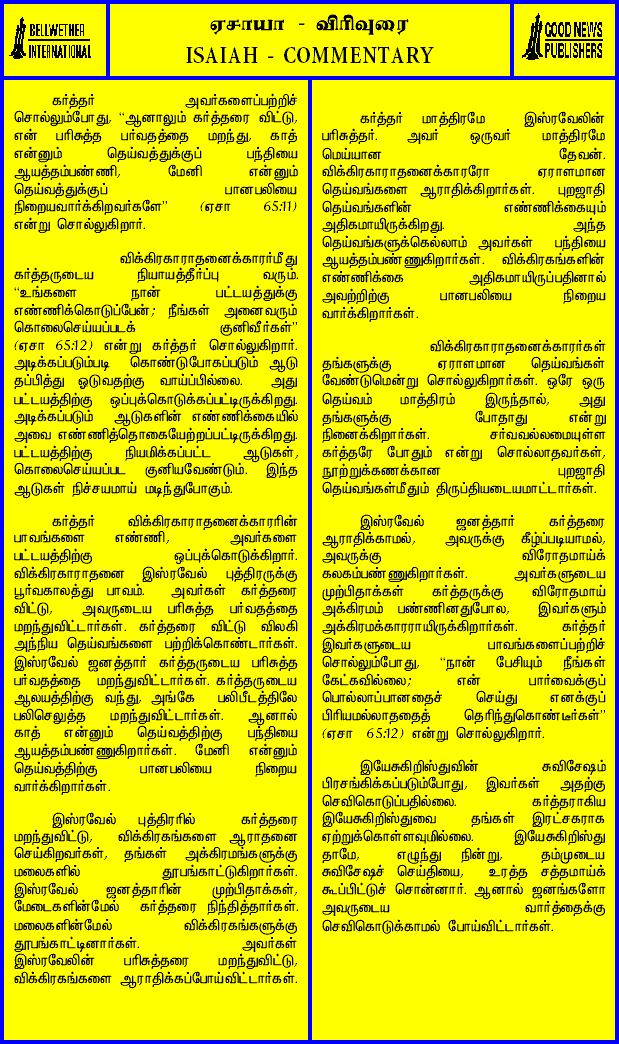 BELLWETHER
INTERNATIONAL
ஏசாயா - விரிவுரை
ISAIAH - COMMENTARY
GOOD NEWS
PUBLISHERS
கர்த்தர் அவர்களைப்பற்றிச்
சொல்லும்போது, “ஆனாலும் கர்த்தரை விட்டு,
என் பரிசுத்த பர்வதத்தை மறந்து, காத்
என்னும் தெய்வத்துக்குப் பந்தியை
ஆயத்தம்பண்ணி, மேனி என்னும்
தெய்வத்துக்குப் பானபலியை
நிறையவார்க்கிறவர்களே” (ஏசா 65:11)
என்று சொல்லுகிறார்.
விக்கிரகாராதனைக்காரர்மீது
கர்த்தருடைய நியாயத்தீர்ப்பு வரும்.
“உங்களை நான் பட்டயத்துக்கு
எண்ணிக்கொடுப்பேன்; நீங்கள் அனைவரும்
கொலைசெய்யப்படக் குனிவீர்கள்”
(ஏசா 65:12) என்று கர்த்தர் சொல்லுகிறார்.
அடிக்கப்படும்படி கொண்டுபோகப்படும் ஆடு
தப்பித்து ஓடுவதற்கு வாய்ப்பில்லை. அது
பட்டயத்திற்கு ஒப்புக்கொடுக்கப்பட்டிருக்கிறது.
அடிக்கப்படும் ஆடுகளின் எண்ணிக்கையில்
அவை எண்ணித்தொகையேற்றப்பட்டிருக்கிறது.
பட்டயத்திற்கு நியமிக்கப்பட்ட ஆடுகள்,
கொலைசெய்யப்பட குனியவேண்டும். இந்த
ஆடுகள் நிச்சயமாய் மடிந்துபோகும்.
கர்த்தர் விக்கிரகாராதனைக்காரரின்
பாவங்களை எண்ணி, அவர்களை
பட்டயத்திற்கு ஒப்புக்கொடுக்கிறார்.
விக்கிரகாராதனை இஸ்ரவேல் புத்திரருக்கு
பூர்வகாலத்து பாவம். அவர்கள் கர்த்தரை
விட்டு, அவருடைய பரிசுத்த பர்வதத்தை
மறந்துவிட்டார்கள். கர்த்தரை விட்டு விலகி
அந்நிய தெய்வங்களை பற்றிக்கொண்டார்கள்.
இஸ்ரவேல் ஜனத்தார் கர்த்தருடைய பரிசுத்த
பர்வதத்தை மறந்துவிட்டார்கள். கர்த்தருடைய
ஆலயத்திற்கு வந்து, அங்கே பலிபீடத்திலே
பலிசெலுத்த மறந்துவிட்டார்கள். ஆனால்
காத் என்னும் தெய்வத்திற்கு பந்தியை
ஆயத்தம்பண்ணுகிறார்கள். மேனி என்னும்
தெய்வத்திற்கு பானபலியை நிறைய
வார்க்கிறார்கள்.
இஸ்ரவேல் புத்திரரில் கர்த்தரை
மறந்துவிட்டு, விக்கிரகங்களை ஆராதனை
செய்கிறவர்கள், தங்கள் அக்கிரமங்களுக்கு
மலைகளில் தூபங்காட்டுகிறார்கள்.
இஸ்ரவேல் ஜனத்தாரின் முற்பிதாக்கள்,
மேடைகளின்மேல் கர்த்தரை நிந்தித்தார்கள்.
மலைகளின்மேல் விக்கிரகங்களுக்கு
தூபங்காட்டினார்கள். அவர்கள்
இஸ்ரவேலின் பரிசுத்தரை மறந்துவிட்டு,
விக்கிரகங்களை ஆராதிக்கப்போய்விட்டார்கள்.
கர்த்தர் மாத்திரமே இஸ்ரவேலின்
பரிசுத்தர். அவர் ஒருவர் மாத்திரமே
மெய்யான தேவன்.
விக்கிரகாராதனைக்காரரோ ஏராளமான
தெய்வங்களை ஆராதிக்கிறார்கள். புறஜாதி
தெய்வங்களின் எண்ணிக்கையும்
அதிகமாயிருக்கிறது. அந்த
தெய்வங்களுக்கெல்லாம் அவர்கள் பந்தியை
ஆயத்தம்பண்ணுகிறார்கள். விக்கிரகங்களின்
எண்ணிக்கை அதிகமாயிருப்பதினால்
அவற்றிற்கு பானபலியை நிறைய
வார்க்கிறார்கள்.
விக்கிரகாராதனைக்காரர்கள்
தங்களுக்கு ஏராளமான தெய்வங்கள்
வேண்டுமென்று சொல்லுகிறார்கள். ஒரே ஒரு
தெய்வம் மாத்திரம் இருந்தால், அது
தங்களுக்கு போதாது என்று
நினைக்கிறார்கள். சர்வவல்லமையுள்ள
கர்த்தரே போதும் என்று சொல்லாதவர்கள்,
நூற்றுக்கணக்கான புறஜாதி
தெய்வங்கள்மீதும் திருப்தியடையமாட்டார்கள்.
இஸ்ரவேல் ஜனத்தார் கர்த்தரை
ஆராதிக்காமல், அவருக்கு கீழ்ப்படியாமல்,
அவருக்கு விரோதமாய்க்
கலகம்பண்ணுகிறார்கள். அவர்களுடைய
முற்பிதாக்கள் கர்த்தருக்கு விரோதமாய்
அக்கிரமம் பண்ணினதுபோல, இவர்களும்
அக்கிரமக்காரராயிருக்கிறார்கள். கர்த்தர்
இவர்களுடைய பாவங்களைப்பற்றிச்
சொல்லும்போது, “நான் பேசியும் நீங்கள்
கேட்கவில்லை; என் பார்வைக்குப்
பொல்லாப்பானதைச் செய்து எனக்குப்
பிரியமல்லாததைத் தெரிந்துகொண்டீர்கள்”
(ஏசா 65:12) என்று சொல்லுகிறார்.
இயேசுகிறிஸ்துவின் சுவிசேஷம்
பிரசங்கிக்கப்படும்போது, இவர்கள் அதற்கு
செவிகொடுப்பதில்லை. கர்த்தராகிய
இயேசுகிறிஸ்துவை தங்கள் இரட்சகராக
ஏற்றுக்கொள்ளவுமில்லை. இயேசுகிறிஸ்து
தாமே, எழுந்து நின்று, தம்முடைய
சுவிசேஷச் செய்தியை, உரத்த சத்தமாய்க்
கூப்பிட்டுச் சொன்னார். ஆனால் ஜனங்களோ
அவருடைய வார்த்தைக்கு
செவிகொடுக்காமல் போய்விட்டார்கள்.